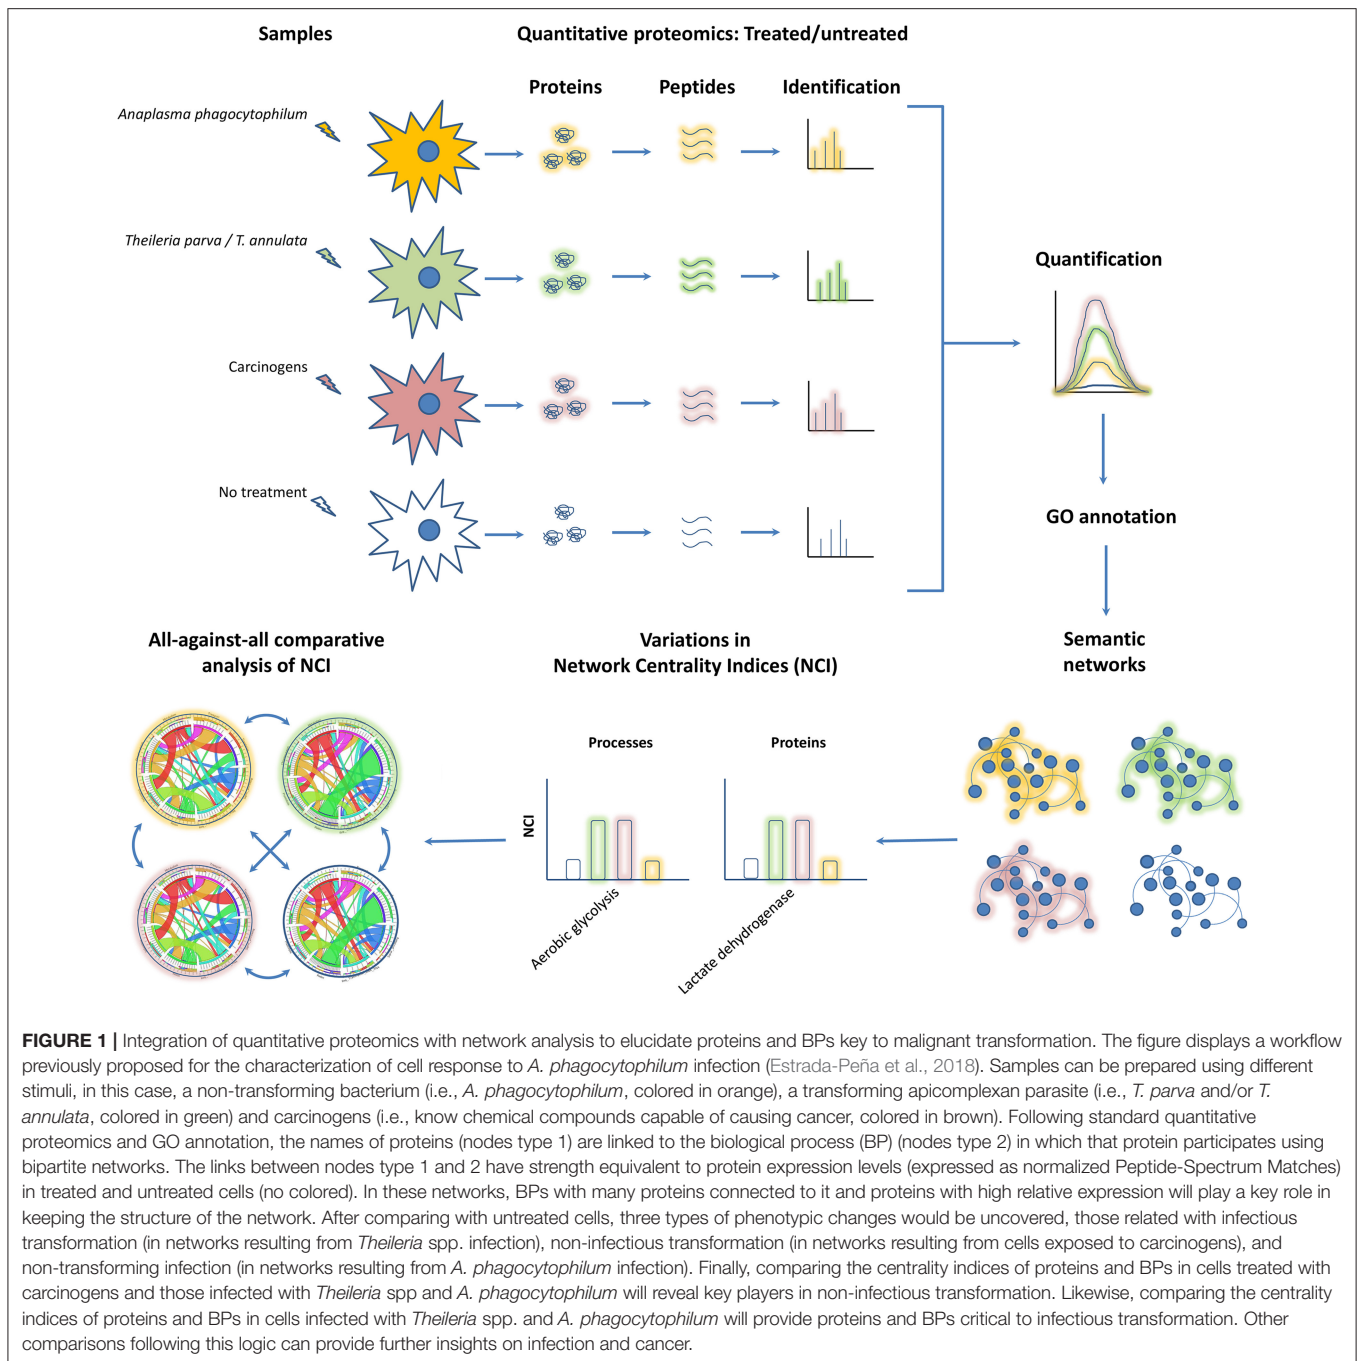 Samples
Quantitative proteomics: Treated/untreated
Proteins
Peptides
Identification
Anaplasma phagocytophilum
Theileria parva / T. annulata
Carcinogens
No treatment
Quantification
GO annotation
Semantic
networks
All-against-all comparative
analysis of NCI
Variations in
Network Centrality Indices (NCI)
Processes
Proteins
NCI
Aerobic glycolysis
Lactate dehydrogenase
FIGURE 1 | Integration of quantitative proteomics with network analysis to elucidate proteins and BPs key to malignant transformation. The figure displays a workflow
previously proposed for the characterization of cell response to A. phagocytophilum infection (Estrada-Peña et al., 2018). Samples can be prepared using different
stimuli, in this case, a non-transforming bacterium (i.e., A. phagocytophilum, colored in orange), a transforming apicomplexan parasite (i.e., T. parva and/or T.
annulata, colored in green) and carcinogens (i.e., know chemical compounds capable of causing cancer, colored in brown). Following standard quantitative
proteomics and GO annotation, the names of proteins (nodes type 1) are linked to the biological process (BP) (nodes type 2) in which that protein participates using
bipartite networks. The links between nodes type 1 and 2 have strength equivalent to protein expression levels (expressed as normalized Peptide-Spectrum Matches)
in treated and untreated cells (no colored). In these networks, BPs with many proteins connected to it and proteins with high relative expression will play a key role in
keeping the structure of the network. After comparing with untreated cells, three types of phenotypic changes would be uncovered, those related with infectious
transformation (in networks resulting from Theileria spp. infection), non-infectious transformation (in networks resulting from cells exposed to carcinogens), and
non-transforming infection (in networks resulting from A. phagocytophilum infection). Finally, comparing the centrality indices of proteins and BPs in cells treated with
carcinogens and those infected with Theileria spp and A. phagocytophilum will reveal key players in non-infectious transformation. Likewise, comparing the centrality
indices of proteins and BPs in cells infected with Theileria spp. and A. phagocytophilum will provide proteins and BPs critical to infectious transformation. Other
comparisons following this logic can provide further insights on infection and cancer.